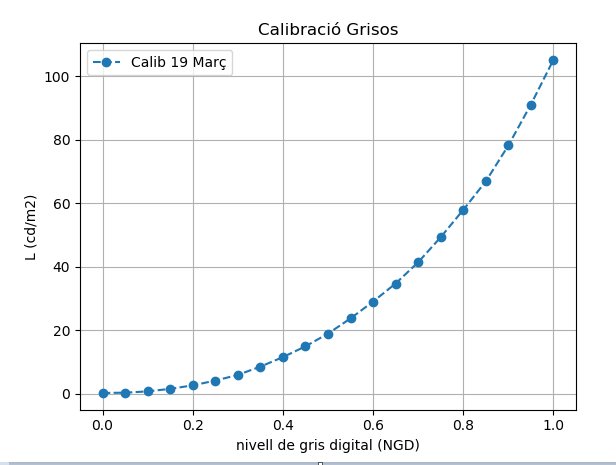 Calibració Grisos
Calib 19 Març
100
80
60
40
20
0
L (cd/m2)
0.0 0.2 0.4 0.6 0.8 1.0
nivell de gris digital (NGD)